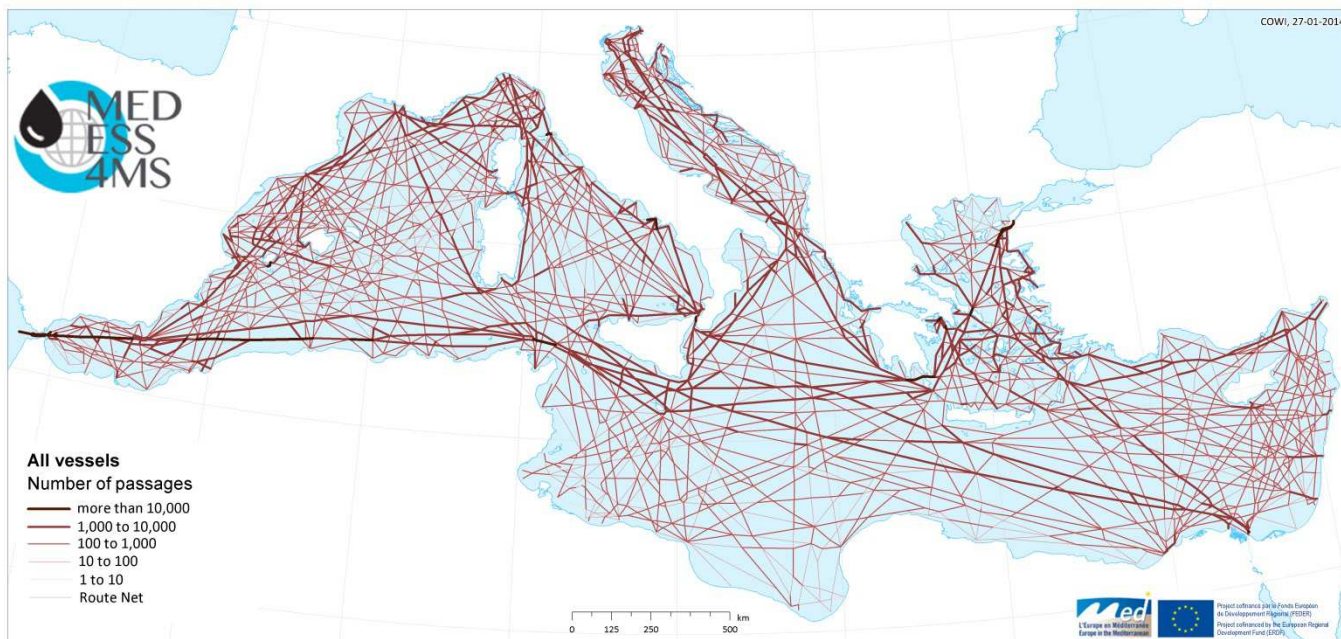 COWI, 27-01-2014
MED
ESS
4MS
All vessels
Number of passages
more than 10,000
1,000 to 10,000
100 to 1,000
10 to 100
1 to 10
Route Net
km
0 125 250 500
Med
L'Europe en Méditerranée
Europe in the Mediterranean
Project cofinancé par le Fonds Européen
de Développement Régional (FEDER)
Project cofinanced by the European Regional
Development Fund (ERDF)